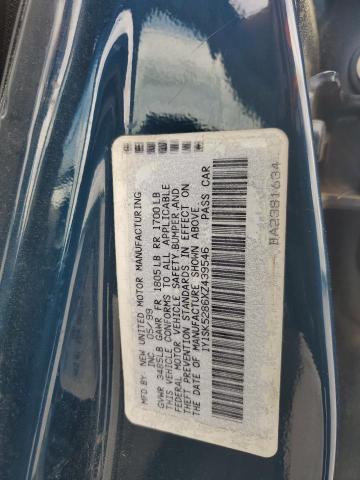 MFD BY: NEW UNITED MOTOR MANUFACTURING
INC. 05/99
GVWR 3485LB GAWR FR 1805LB RR 1700LB
THIS VEHICLE CONFORMS TO ALL APPLICABLE
FEDERAL MOTOR VEHICLE SAFETY,BUMPER,AND
THEFT PREVENTION STANDARDS IN EFFECT ON
THE DATE OF MANUFACTURE SHOWN ABOVE.
1Y1SK5286XZ439546 PASS CAR
BA2381634